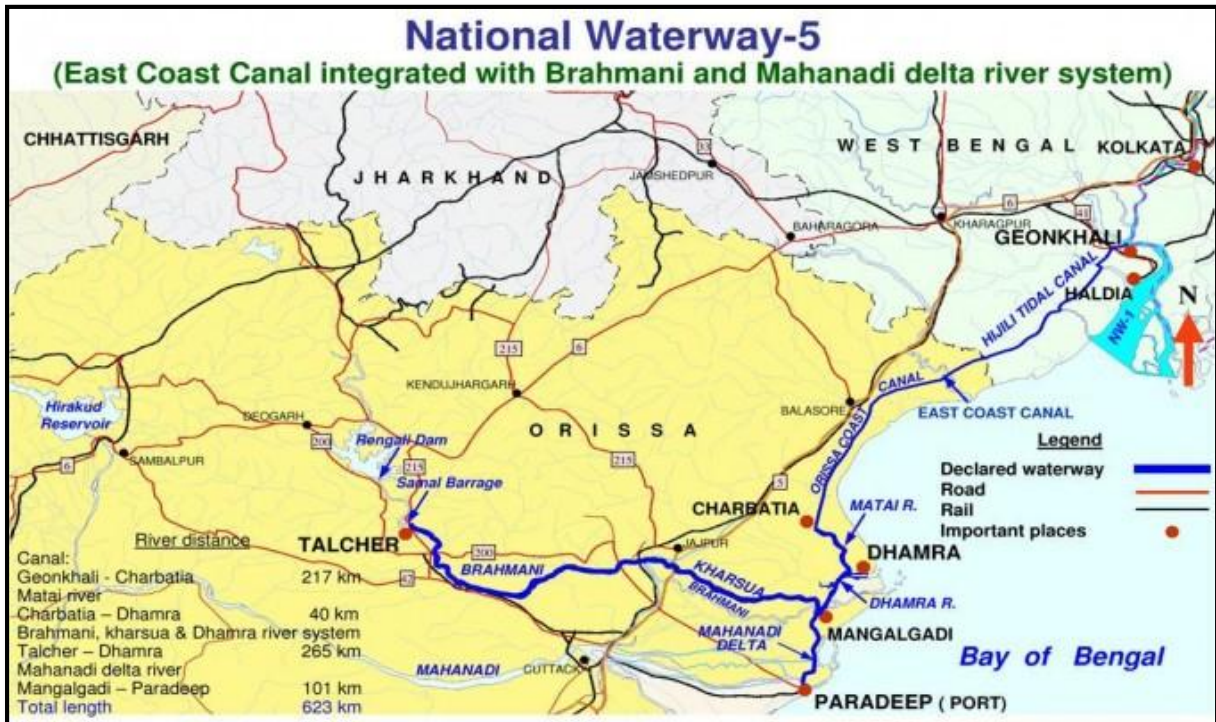 National Waterway-5
(East Coast Canal integrated with Brahmani and Mahanadi delta river system)
CHHATTISGARH
JHARKHAND
WEST BENGAL
KOLKATA
33
JAMSHEDPUR
6
41
KHARAGPUR
BAHARAGORA
GEONKHALI
HALDIA
HIJILI TIDAL CANAL
NW-1
N
215
6
KENDUJHARGARH
Hirakud
Reservoir
DEOGARH
ORISSA
BALASORE
CANAL
EAST COAST CANAL
ORISSA COAST
200
Rengali Dam
6
SAMBALPUR
215
215
5
Samal Barrage
Legend
Declared waterway
Road
Rail
Important places
CHARBATIA
MATAI R.
TALCHER
JAJPUR
DHAMRA
200
BRAHMANI
KHARSUA
BRAHMANI
42
DHAMRA R.
MANGALGADI
MAHANADI
DELTA
MAHANADI
CUTTACK
Bay of Bengal
PARADEEP ( PORT)
River distance
Canal:
Geonkhali - Charbatia 217 km
Matai river
Charbatia – Dhamra 40 km
Brahmani, kharsua & Dhamra river system
Talcher – Dhamra 265 km
Mahanadi delta river
Mangalgadi – Paradeep 101 km
Total length 623 km